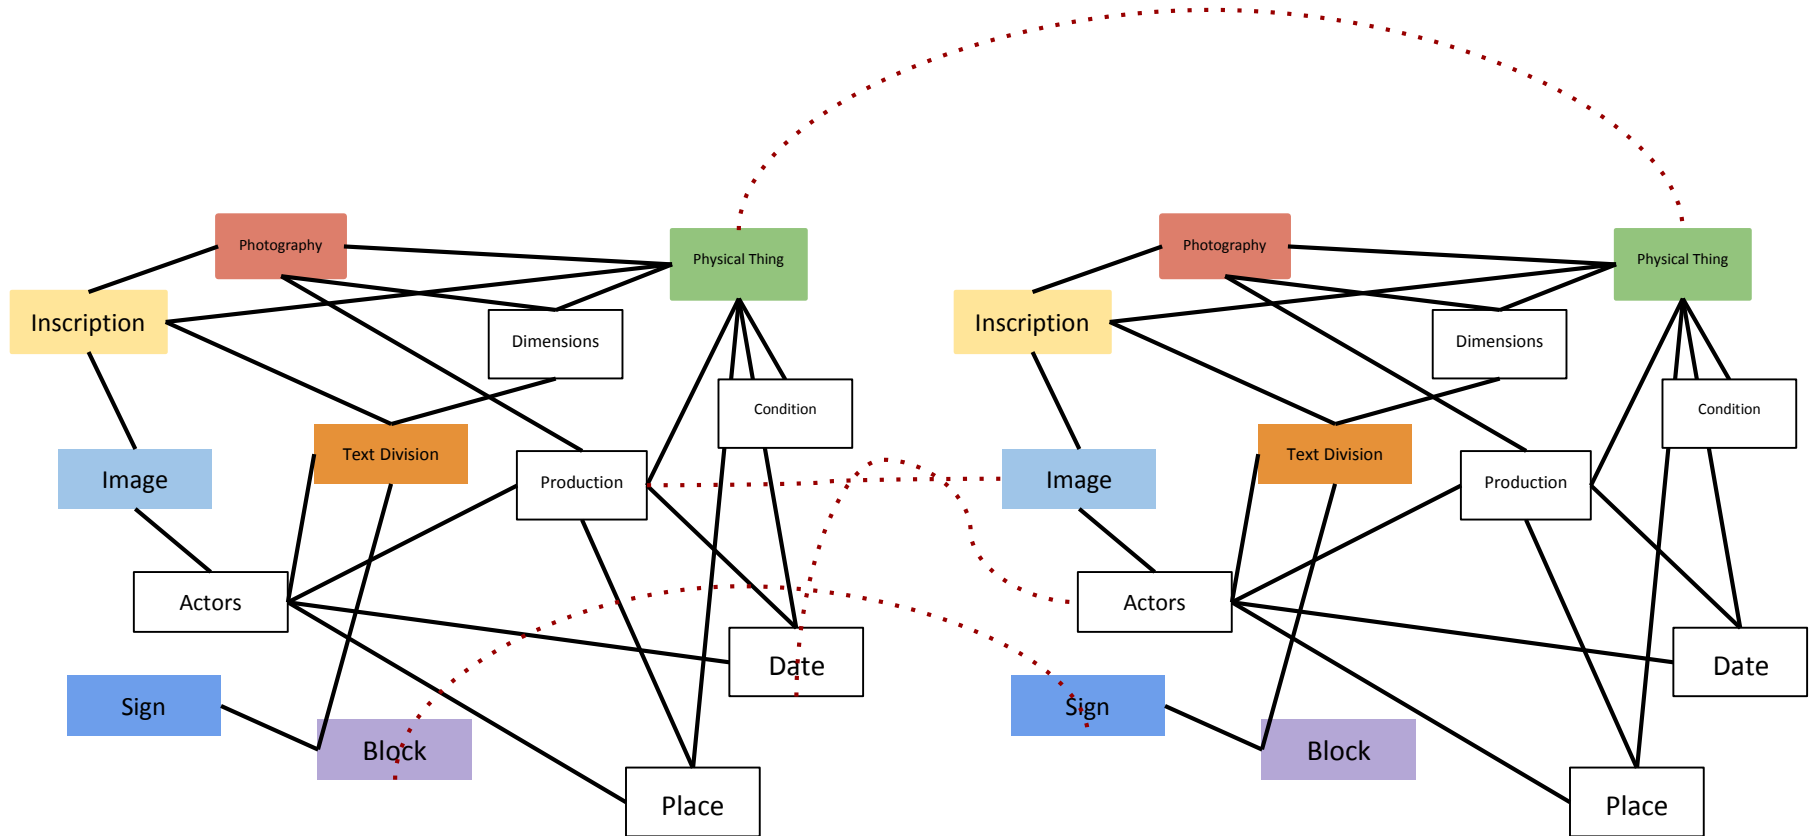 Photography
Physical Thing
Inscription
Dimensions
Condition
Text Division
Image
Production
Actors
Date
Sign
Block
Place
Photography
Physical Thing
Inscription
Dimensions
Condition
Text Division
Image
Production
Actors
Date
Sign
Block
Place